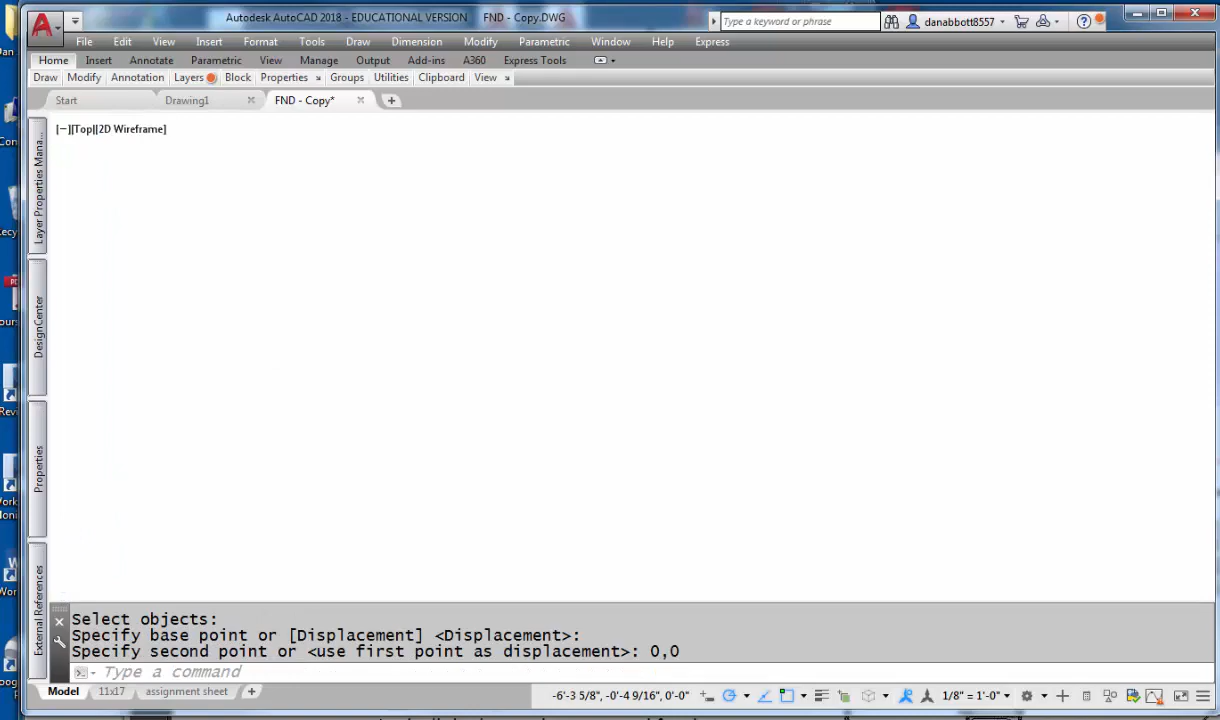 Autodesk AutoCAD 2018 - EDUCATIONAL VERSION FND - Copy.DWG
Type a keyword or phrase
danabbott8557
File Edit View Insert Format Tools Draw Dimension Modify Parametric Window Help Express
Home Insert Annotate Parametric View Manage Output Add-ins A360 Express Tools
Draw Modify Annotation Layers Block Properties Groups Utilities Clipboard View
Start Drawing1 FND - Copy*
[−][Top][2D Wireframe]
Layer Properties Mana...
DesignCenter
Properties
External References
Select objects:
Specify base point or [Displacement] <Displacement>:
Specify second point or <use first point as displacement>: 0,0
Type a command
Model 11x17 assignment sheet
-6'-3 5/8", -0'-4 9/16", 0'-0"
1/8" = 1'-0"
Dan